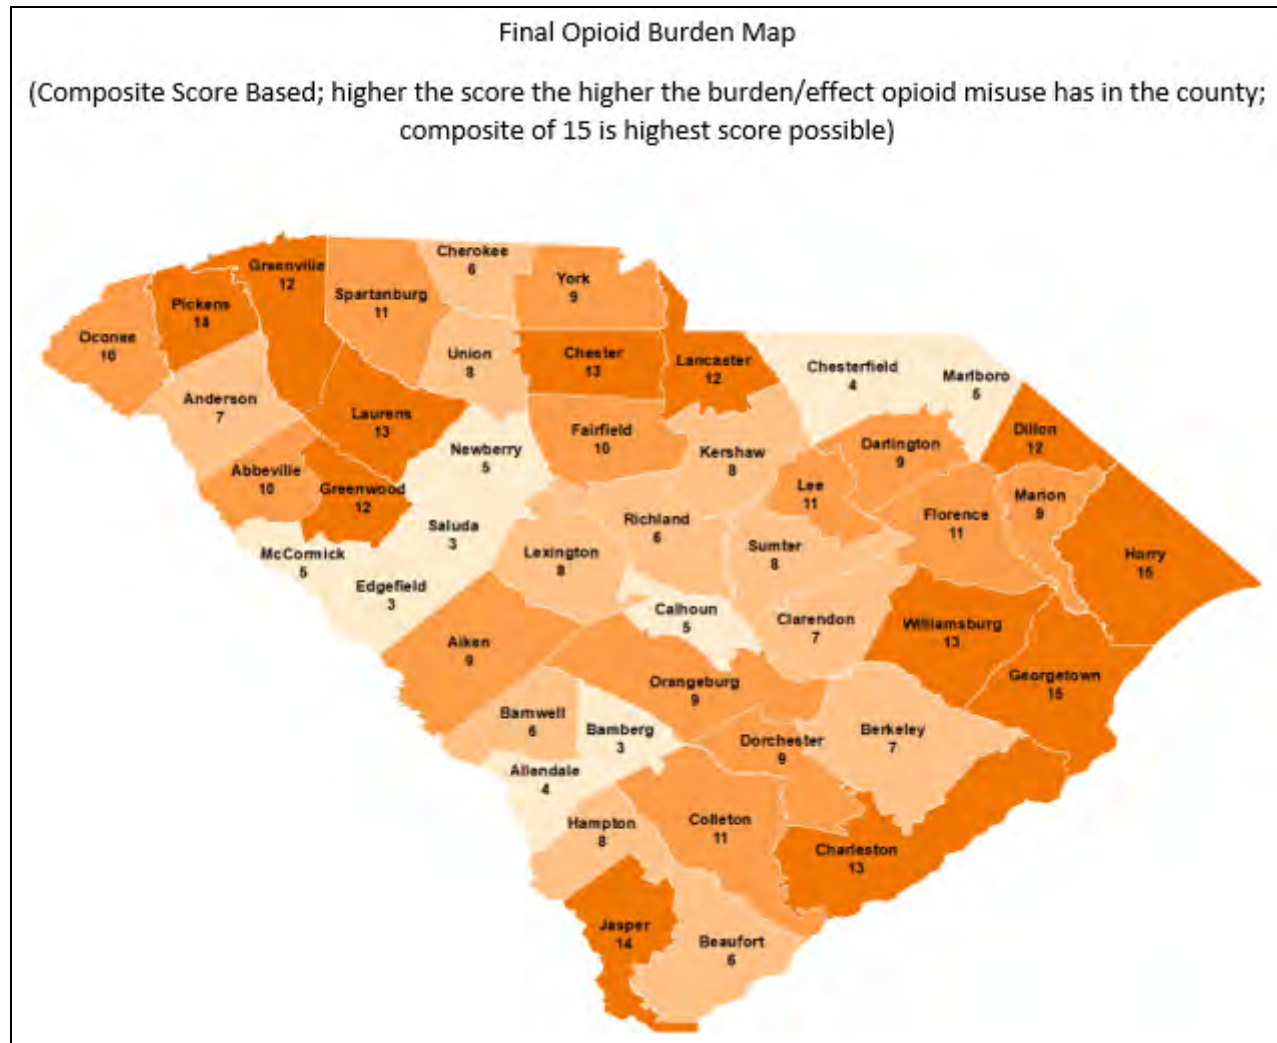 Final Opioid Burden Map
(Composite Score Based; higher the score the higher the burden/effect opioid misuse has in the county;
composite of 15 is highest score possible)
Cherokee
6
Greenville
12
York
9
Spartanburg
11
Pickens
14
Oconee
10
Union
8
Chester
13
Lancaster
12
Chesterfield
4
Marlboro
5
Anderson
7
Laurens
13
Fairfield
10
Dillon
12
Newberry
5
Kershaw
8
Darlington
9
Abbeville
10
Greenwood
12
Lee
11
Marion
9
Saluda
3
Richland
6
Florence
11
McCormick
5
Lexington
8
Sumter
8
Horry
15
Edgefield
3
Calhoun
5
Clarendon
7
Williamsburg
13
Aiken
9
Georgetown
15
Orangeburg
9
Barnwell
6
Bamberg
3
Dorchester
9
Berkeley
7
Allendale
4
Hampton
8
Colleton
11
Charleston
13
Jasper
14
Beaufort
6